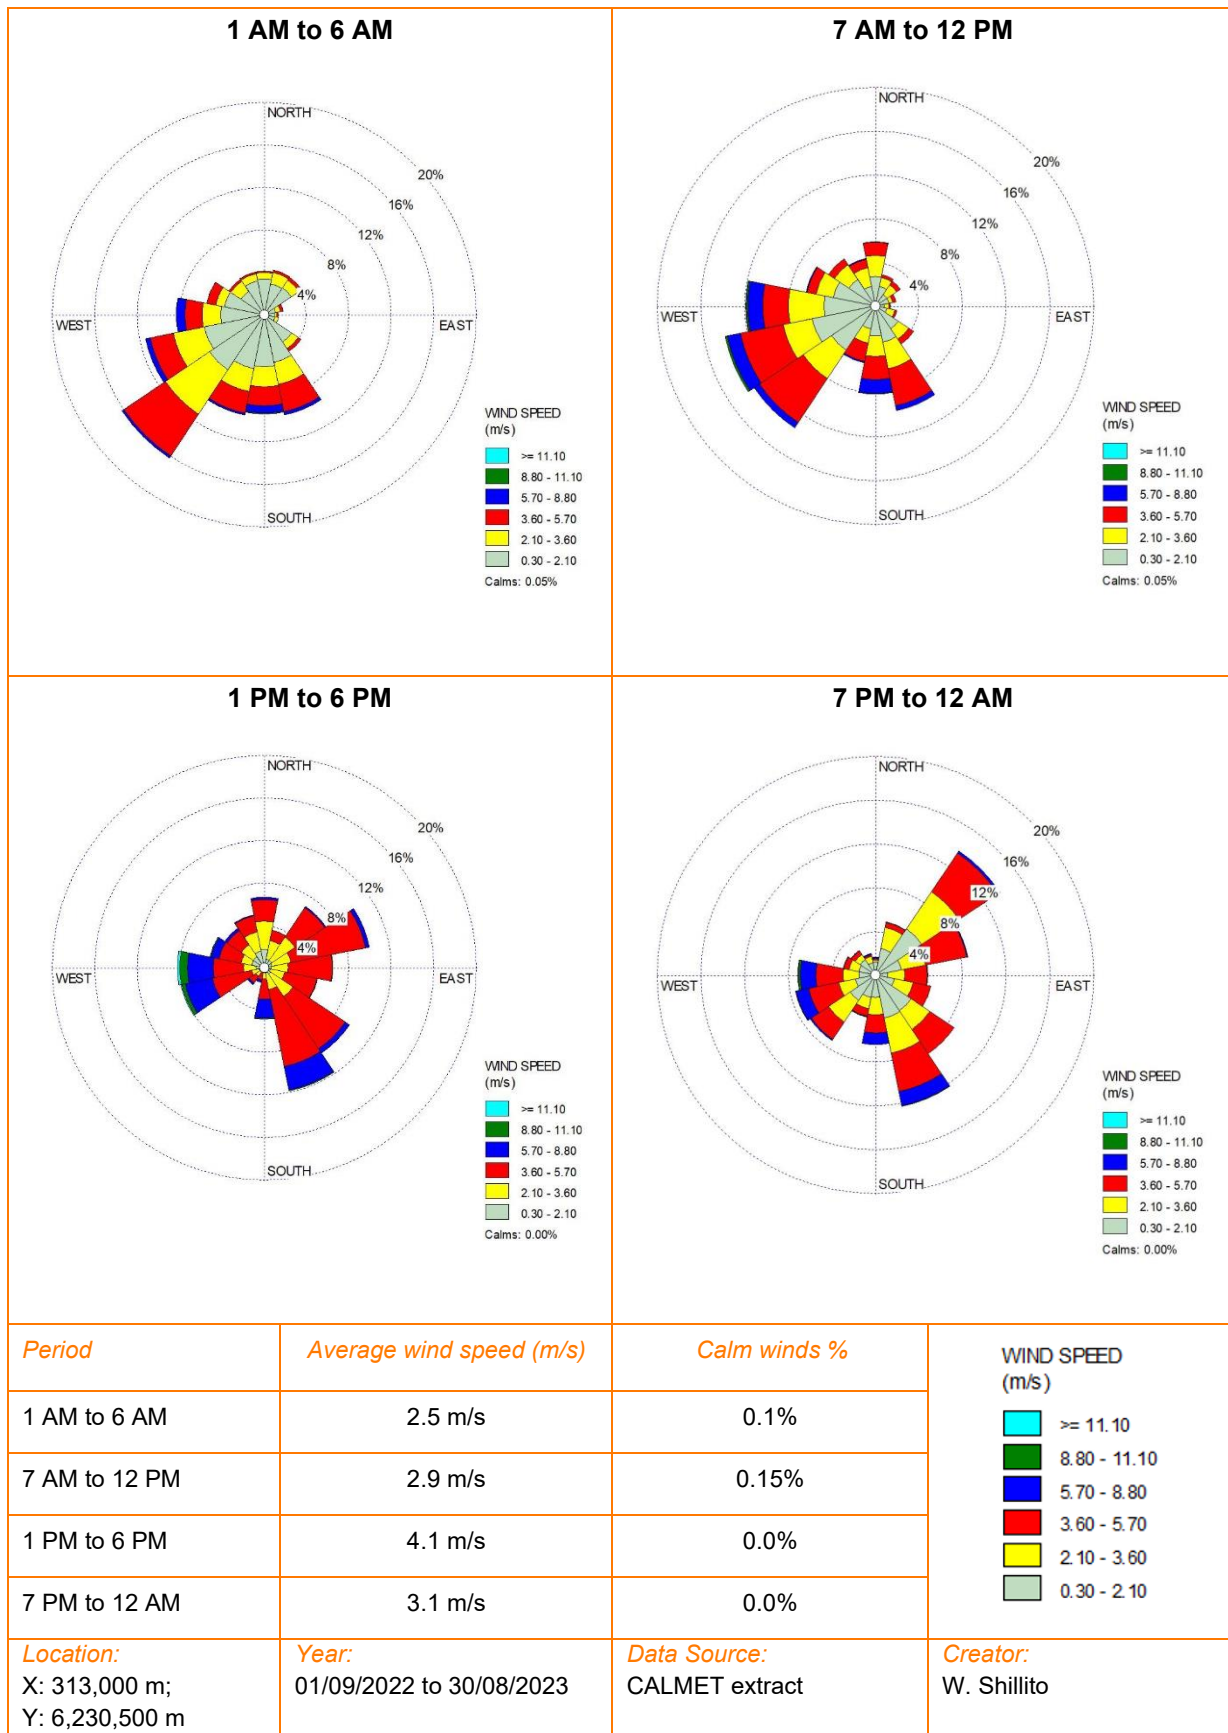 1 AM to 6 AM
NORTH
20%
16%
12%
8%
4%
WEST
EAST
SOUTH
WIND SPEED
(m/s)
>= 11.10
8.80 - 11.10
5.70 - 8.80
3.60 - 5.70
2.10 - 3.60
0.30 - 2.10
Calms: 0.05%
7 AM to 12 PM
NORTH
20%
16%
12%
8%
4%
WEST
EAST
SOUTH
WIND SPEED
(m/s)
>= 11.10
8.80 - 11.10
5.70 - 8.80
3.60 - 5.70
2.10 - 3.60
0.30 - 2.10
Calms: 0.05%
1 PM to 6 PM
NORTH
20%
16%
12%
8%
4%
WEST
EAST
SOUTH
WIND SPEED
(m/s)
>= 11.10
8.80 - 11.10
5.70 - 8.80
3.60 - 5.70
2.10 - 3.60
0.30 - 2.10
Calms: 0.00%
7 PM to 12 AM
NORTH
20%
16%
12%
8%
4%
WEST
EAST
SOUTH
WIND SPEED
(m/s)
>= 11.10
8.80 - 11.10
5.70 - 8.80
3.60 - 5.70
2.10 - 3.60
0.30 - 2.10
Calms: 0.00%
Period Average wind speed (m/s) Calm winds %
1 AM to 6 AM 2.5 m/s 0.1%
7 AM to 12 PM 2.9 m/s 0.15%
1 PM to 6 PM 4.1 m/s 0.0%
7 PM to 12 AM 3.1 m/s 0.0%
WIND SPEED
(m/s)
>= 11.10
8.80 - 11.10
5.70 - 8.80
3.60 - 5.70
2.10 - 3.60
0.30 - 2.10
Location:
X: 313,000 m;
Y: 6,230,500 m
Year:
01/09/2022 to 30/08/2023
Data Source:
CALMET extract
Creator:
W. Shillito